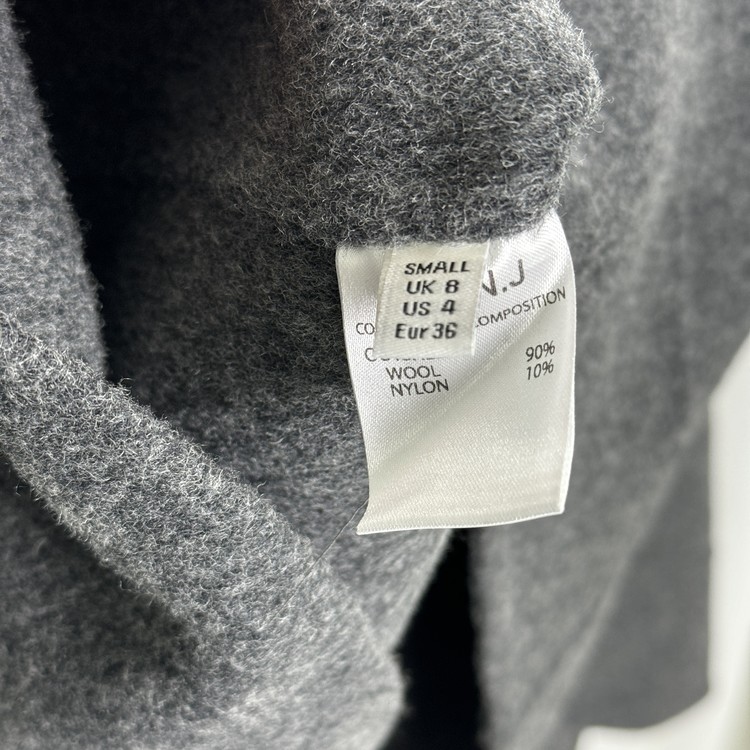 SMALL
UK 8
US 4
Eur 36
N.J
COMPOSITION
WOOL 90%
NYLON 10%